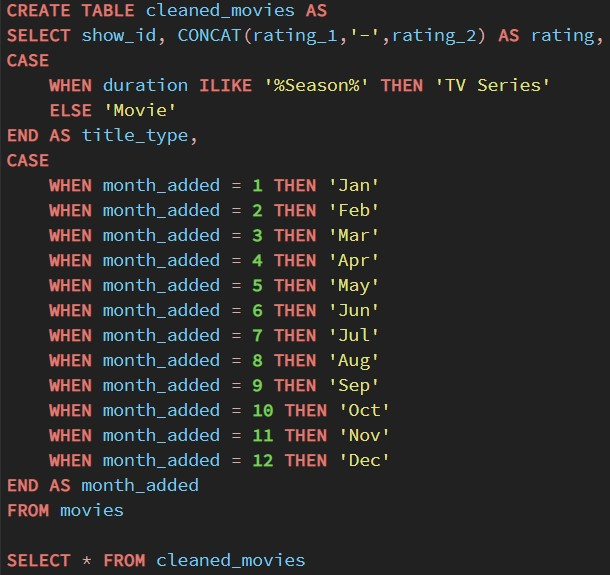 CREATE TABLE cleaned_movies AS
SELECT show_id, CONCAT(rating_1,'-',rating_2) AS rating,
CASE
    WHEN duration ILIKE '%Season%' THEN 'TV Series'
    ELSE 'Movie'
END AS title_type,
CASE
    WHEN month_added = 1 THEN 'Jan'
    WHEN month_added = 2 THEN 'Feb'
    WHEN month_added = 3 THEN 'Mar'
    WHEN month_added = 4 THEN 'Apr'
    WHEN month_added = 5 THEN 'May'
    WHEN month_added = 6 THEN 'Jun'
    WHEN month_added = 7 THEN 'Jul'
    WHEN month_added = 8 THEN 'Aug'
    WHEN month_added = 9 THEN 'Sep'
    WHEN month_added = 10 THEN 'Oct'
    WHEN month_added = 11 THEN 'Nov'
    WHEN month_added = 12 THEN 'Dec'
END AS month_added
FROM movies

SELECT * FROM cleaned_movies